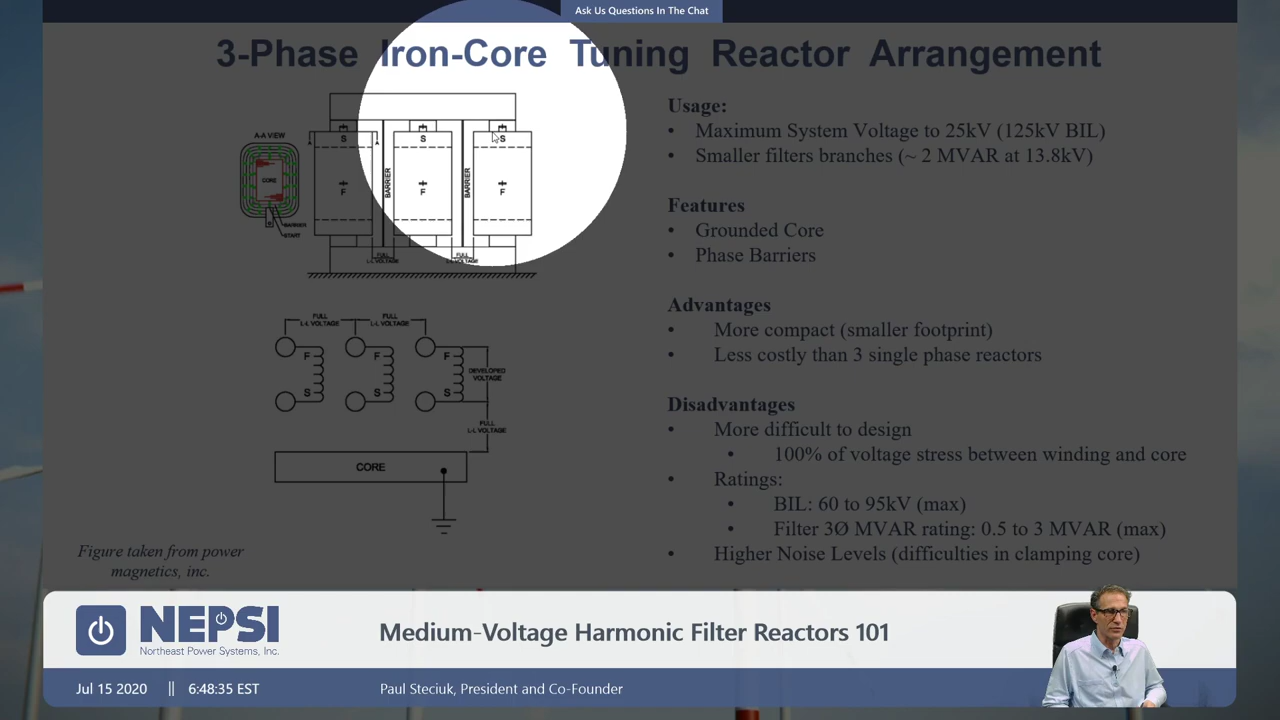 Ask Us Questions In The Chat
3-Phase Iron-Core Tuning Reactor Arrangement
A-A VIEW
CORE
BARRIER
START
A
A
S
S
S
F
F
F
BARRIER
BARRIER
FULL
L-L VOLTAGE
FULL
L-L VOLTAGE
FULL
L-L VOLTAGE
FULL
L-L VOLTAGE
F
F
F
S
S
S
DEVELOPED
VOLTAGE
FULL
L-L VOLTAGE
CORE
Figure taken from power
magnetics, inc.
Usage:
• Maximum System Voltage to 25kV (125kV BIL)
• Smaller filters branches (~ 2 MVAR at 13.8kV)
Features
• Grounded Core
• Phase Barriers
Advantages
• More compact (smaller footprint)
• Less costly than 3 single phase reactors
Disadvantages
• More difficult to design
• 100% of voltage stress between winding and core
• Ratings:
• BIL: 60 to 95kV (max)
• Filter 3Ø MVAR rating: 0.5 to 3 MVAR (max)
• Higher Noise Levels (difficulties in clamping core)
NEPSI
Northeast Power Systems, Inc.
Medium-Voltage Harmonic Filter Reactors 101
Jul 15 2020 || 6:48:35 EST
Paul Steciuk, President and Co-Founder